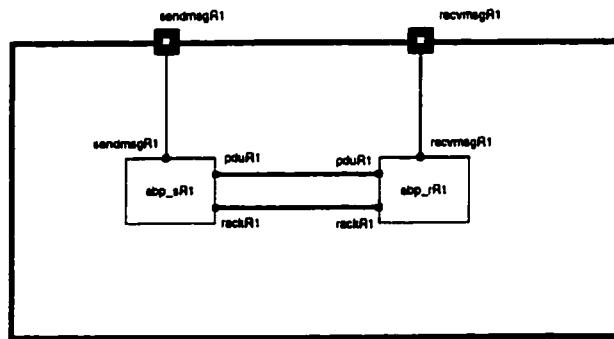 sendmsgR1
recvmsgR1
sendmsgR1
recvmsgR1
pduR1
pduR1
abp_sR1
abp_rR1
rackR1
rackR1